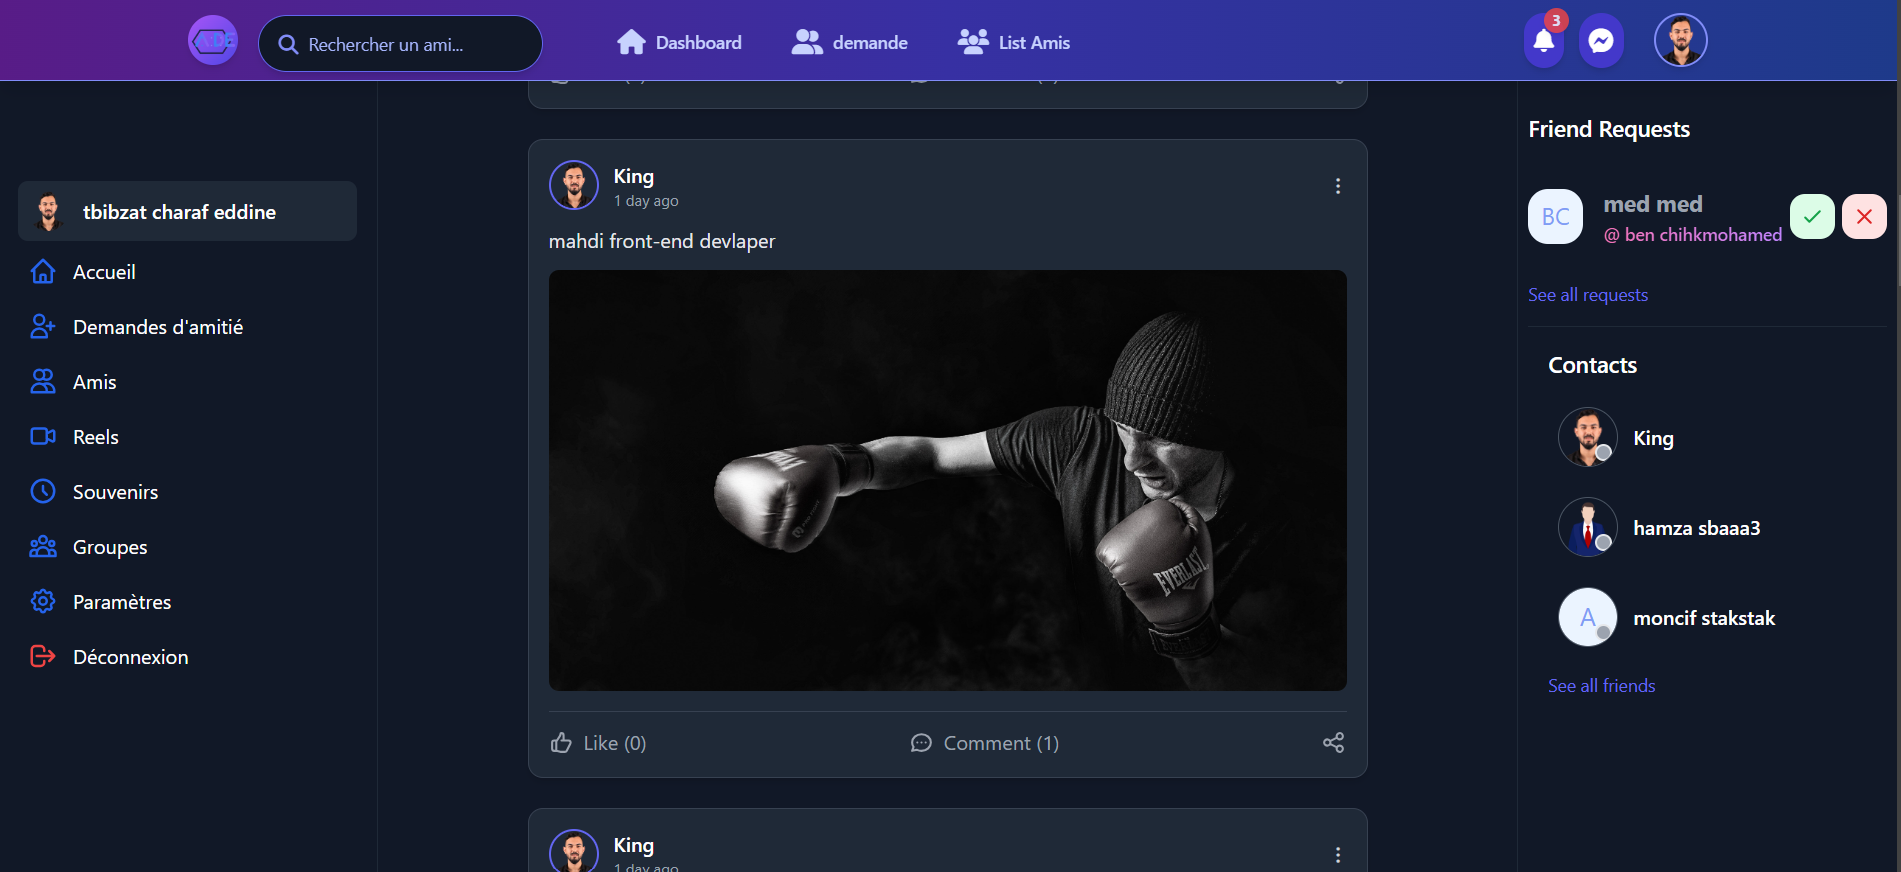 Rechercher un ami...
Dashboard
demande
List Amis
3
tbibzat charaf eddine
Accueil
Demandes d'amitié
Amis
Reels
Souvenirs
Groupes
Paramètres
Déconnexion
King
1 day ago
mahdi front-end devlaper
EVERLAST
Like (0)
Comment (1)
King
1 day ago
Friend Requests
BC
med med
@ ben chihkmohamed
See all requests
Contacts
King
hamza sbaaa3
A
moncif stakstak
See all friends